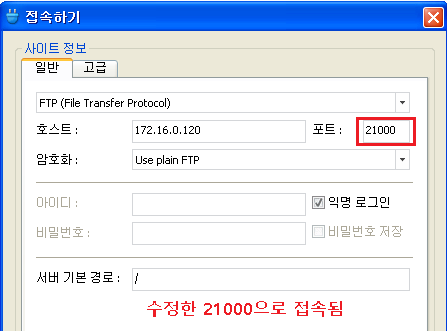 접속하기
사이트 정보
일반 고급
FTP (File Transfer Protocol)
호스트 : 172.16.0.120 포트 : 21000
암호화 : Use plain FTP
아이디 : 익명 로그인
비밀번호 : 비밀번호 저장
서버 기본 경로 : /
수정한 21000으로 접속됨